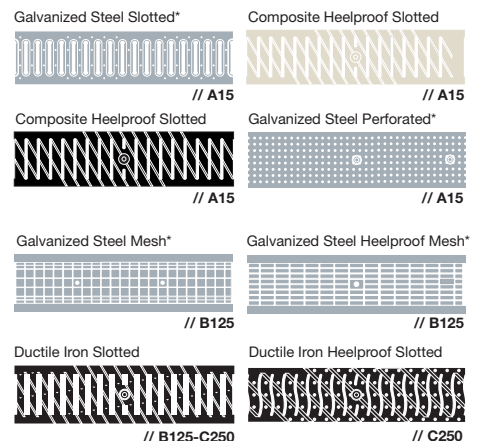 Galvanized Steel Slotted*
Composite Heelproof Slotted
// A15
// A15
Composite Heelproof Slotted
Galvanized Steel Perforated*
// A15
// A15
Galvanized Steel Mesh*
Galvanized Steel Heelproof Mesh*
// B125
// B125
Ductile Iron Slotted
Ductile Iron Heelproof Slotted
// B125-C250
// C250